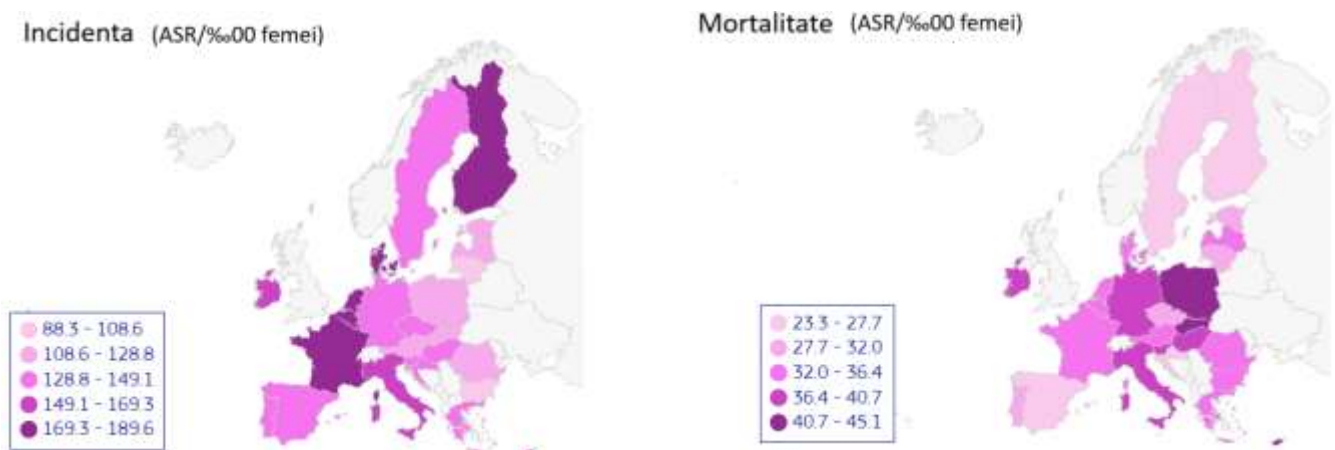 Incidenta (ASR/‰00 femei)
88.3 - 108.6
108.6 - 128.8
128.8 - 149.1
149.1 - 169.3
169.3 - 189.6
Mortalitate (ASR/‰00 femei)
23.3 - 27.7
27.7 - 32.0
32.0 - 36.4
36.4 - 40.7
40.7 - 45.1